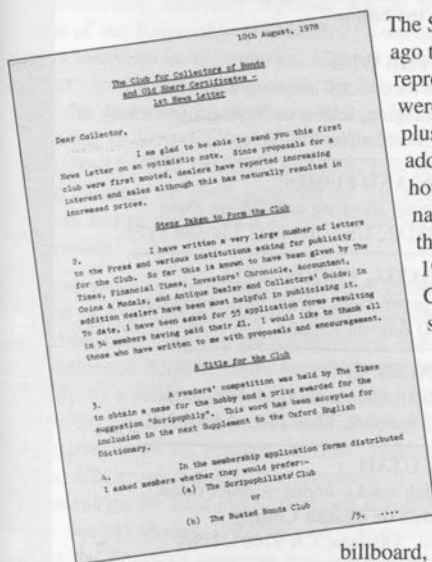 10th August, 1978
The Club for Collectors of Bonds
and Old Share Certificates -
1st News Letter
Dear Collector,
I am glad to be able to send you this first
News Letter on an optimistic note. Since proposals for a
club were first mooted, dealers have reported increasing
interest and sales although this has naturally resulted in
increased prices.
Steps Taken to Form the Club
2. I have written a very large number of letters
to the Press and various institutions asking for publicity
for the Club. So far this is known to have been given by The
Times, Financial Times, Investors' Chronicle, Accountant,
Coins & Medals, and Antique Dealer and Collectors' Guide; in
addition dealers have been most helpful in publicising it.
To date, I have been asked for 55 application forms resulting
in 34 members having paid their £1. I would like to thank all
those who have written to me with proposals and encouragement.
A Title for the Club
3. A readers' competition was held by The Times
to obtain a name for the hobby and a prize awarded for the
suggestion "Scripophily". This word has been accepted for
inclusion in the next Supplement to the Oxford English
Dictionary.
4. In the membership application forms distributed
I asked members whether they would prefer:-
(a) The Scripophilists' Club
or
(b) The Busted Bonds Club
/5. ....
The S
ago t
repr
were
plus
add
ho
na
th
19
C
s
billboard,